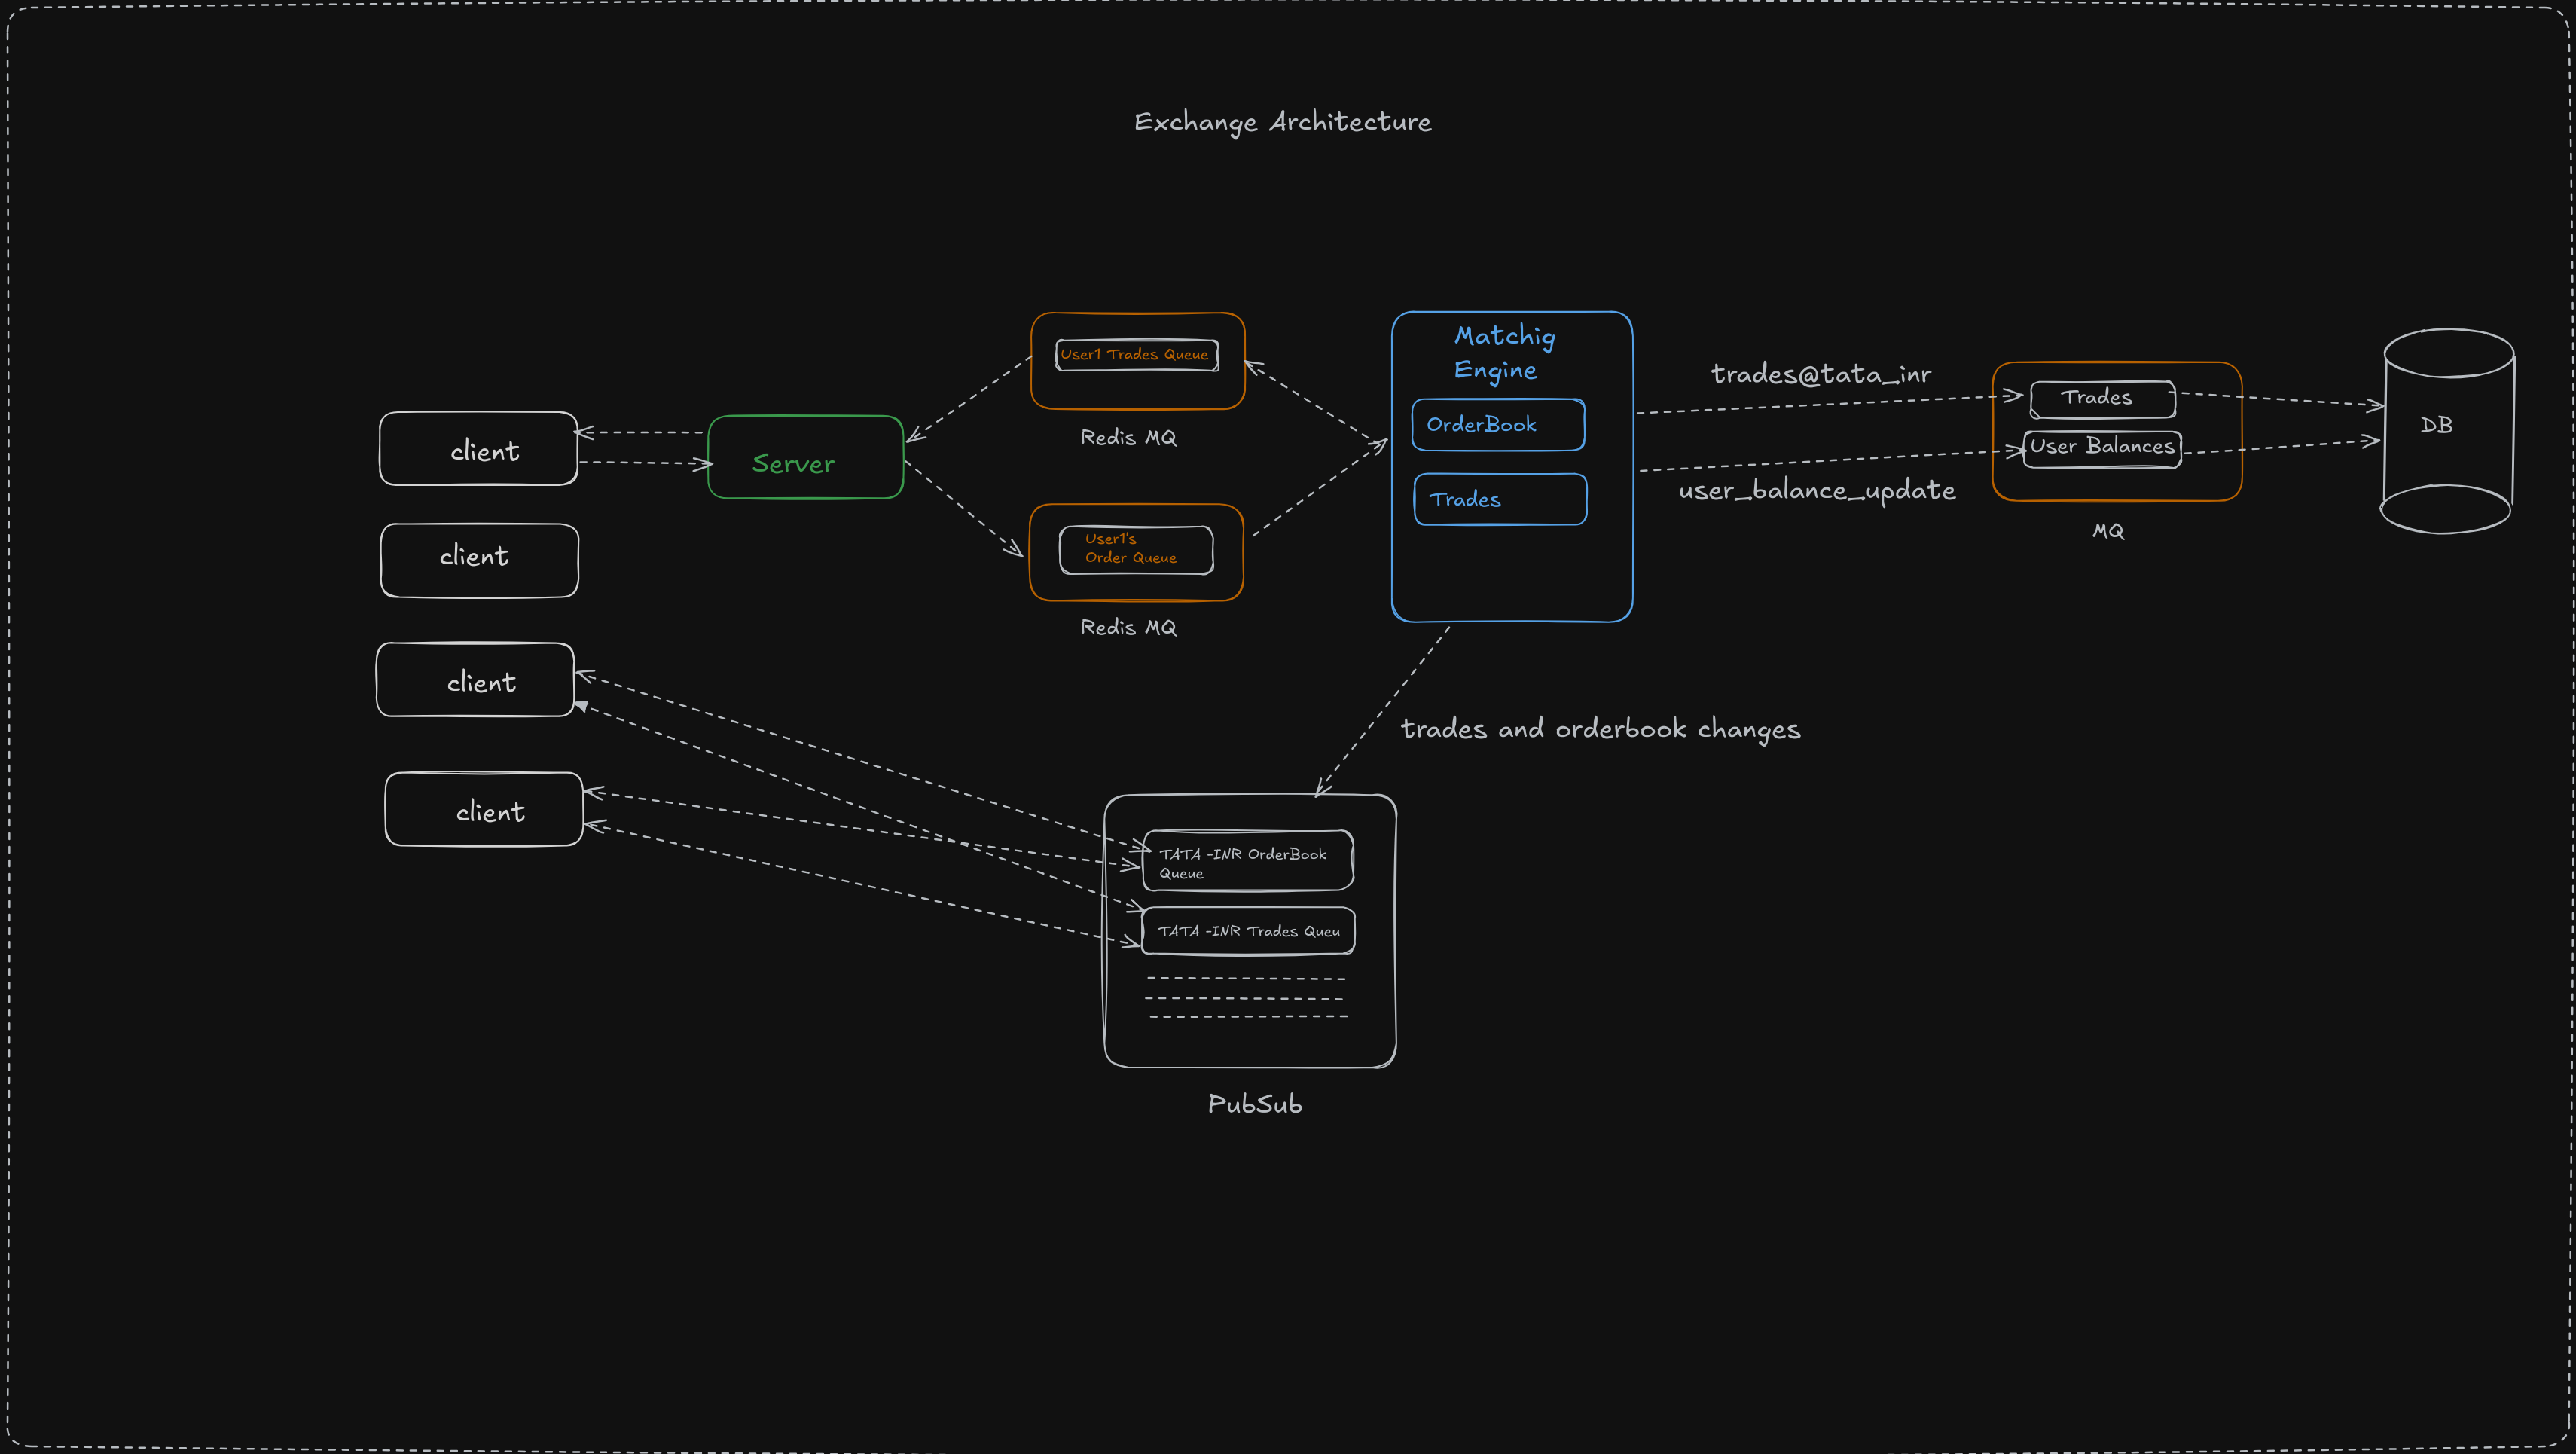 Exchange Architecture
User1 Trades Queue
Redis MQ
client
Server
Matchig
Engine
OrderBook
Trades
trades@tata_inr
user_balance_update
Trades
User Balances
MQ
DB
client
User1's
Order Queue
Redis MQ
client
client
trades and orderbook changes
TATA -INR OrderBook
Queue
TATA -INR Trades Queu
PubSub